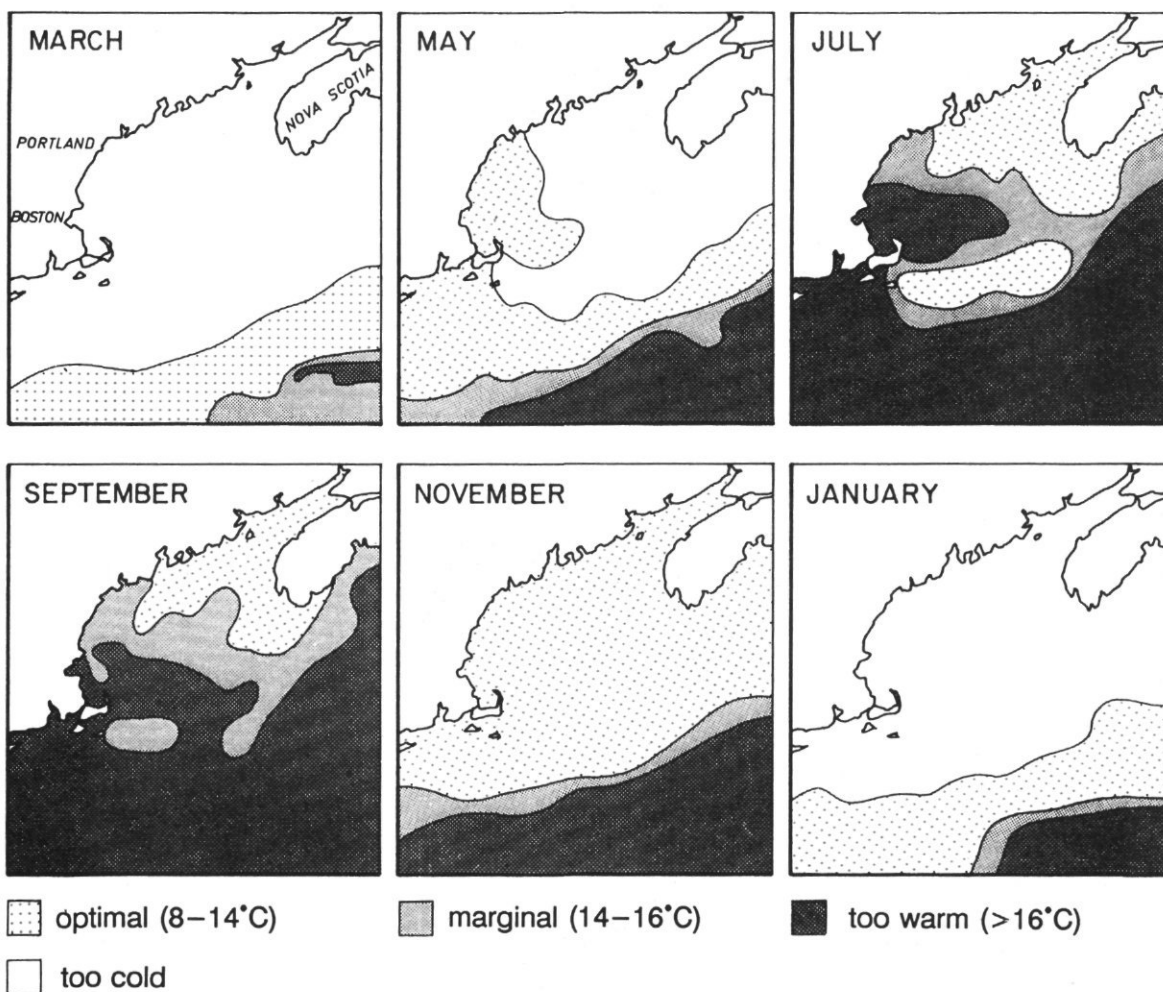 MARCH
NOVA SCOTIA
PORTLAND
BOSTON
MAY
JULY
SEPTEMBER
NOVEMBER
JANUARY
optimal (8–14°C)
marginal (14–16°C)
too warm (>16°C)
too cold